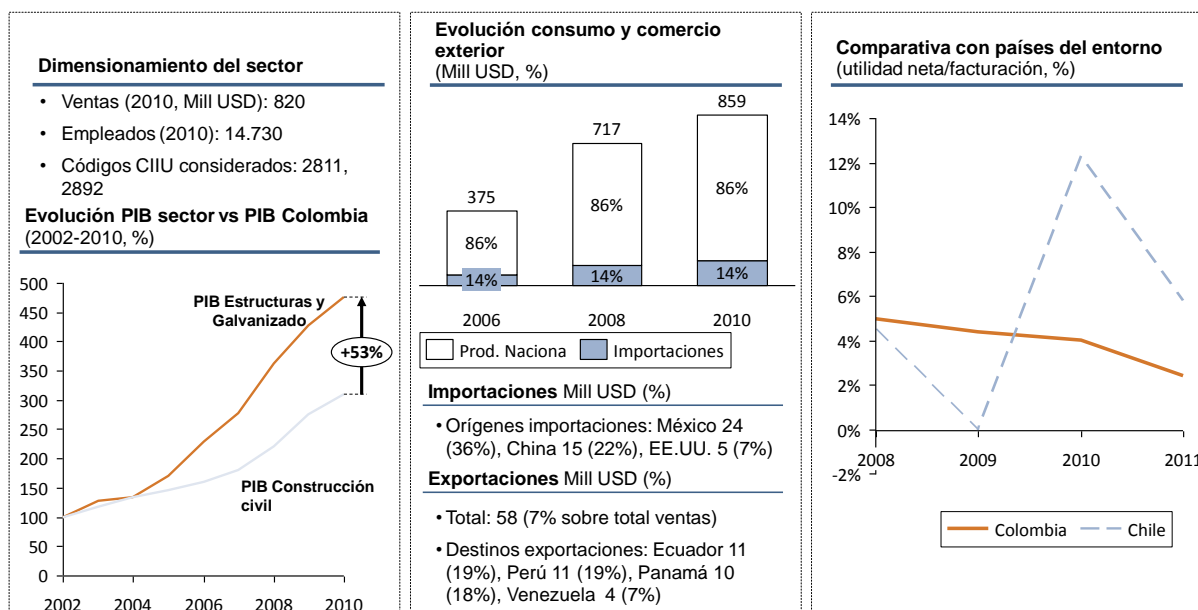 Dimensionamiento del sector
• Ventas (2010, Mill USD): 820
• Empleados (2010): 14.730
• Códigos CIIU considerados: 2811,
2892
Evolución PIB sector vs PIB Colombia
(2002-2010, %)
500
450
400
350
300
250
200
150
100
50
0
PIB Estructuras y
Galvanizado
+53%
PIB Construcción
civil
2002 2004 2006 2008 2010
Evolución consumo y comercio
exterior
(Mill USD, %)
375
86%
14%
717
86%
14%
859
86%
14%
2006 2008 2010
Prod. Naciona Importaciones
Importaciones Mill USD (%)
• Orígenes importaciones: México 24
(36%), China 15 (22%), EE.UU. 5 (7%)
Exportaciones Mill USD (%)
• Total: 58 (7% sobre total ventas)
• Destinos exportaciones: Ecuador 11
(19%), Perú 11 (19%), Panamá 10
(18%), Venezuela 4 (7%)
Comparativa con países del entorno
(utilidad neta/facturación, %)
14%
12%
10%
8%
6%
4%
2%
0%
-2%
2008 2009 2010 2011
Colombia Chile